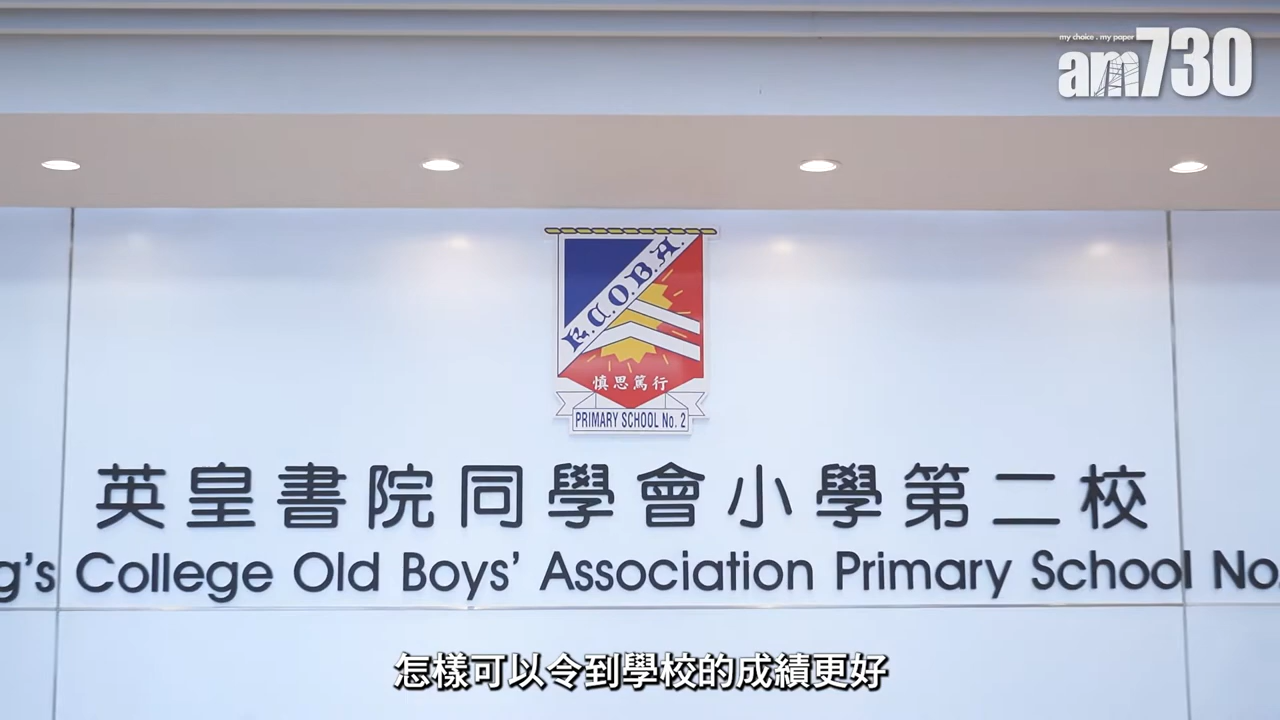 my choice . my paper
am730
K.C.O.B.A.
慎思篤行
PRIMARY SCHOOL No. 2
英皇書院同學會小學第二校
g's College Old Boys' Association Primary School No.
怎樣可以令到學校的成績更好